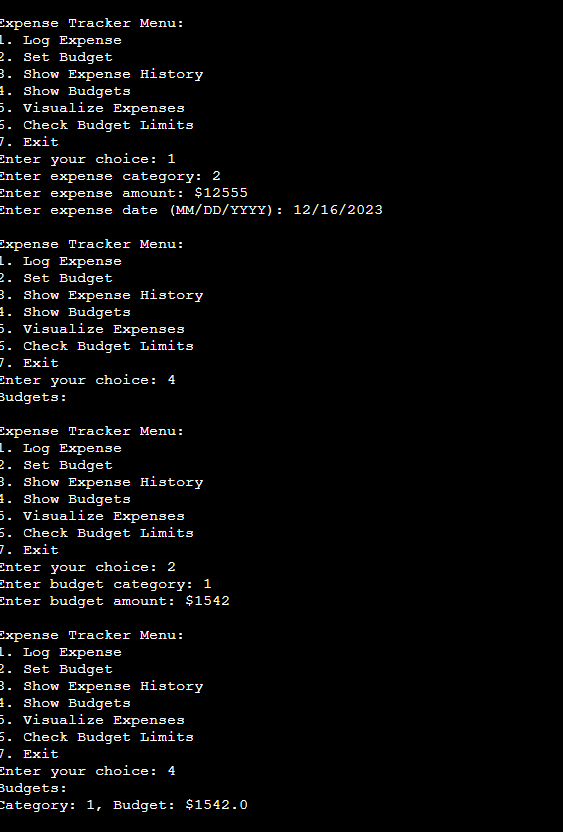 Expense Tracker Menu:
1. Log Expense
2. Set Budget
3. Show Expense History
4. Show Budgets
5. Visualize Expenses
6. Check Budget Limits
7. Exit
Enter your choice: 1
Enter expense category: 2
Enter expense amount: $12555
Enter expense date (MM/DD/YYYY): 12/16/2023
Expense Tracker Menu:
1. Log Expense
2. Set Budget
3. Show Expense History
4. Show Budgets
5. Visualize Expenses
6. Check Budget Limits
7. Exit
Enter your choice: 4
Budgets:
Expense Tracker Menu:
1. Log Expense
2. Set Budget
3. Show Expense History
4. Show Budgets
5. Visualize Expenses
6. Check Budget Limits
7. Exit
Enter your choice: 2
Enter budget category: 1
Enter budget amount: $1542
Expense Tracker Menu:
1. Log Expense
2. Set Budget
3. Show Expense History
4. Show Budgets
5. Visualize Expenses
6. Check Budget Limits
7. Exit
Enter your choice: 4
Budgets:
Category: 1, Budget: $1542.0